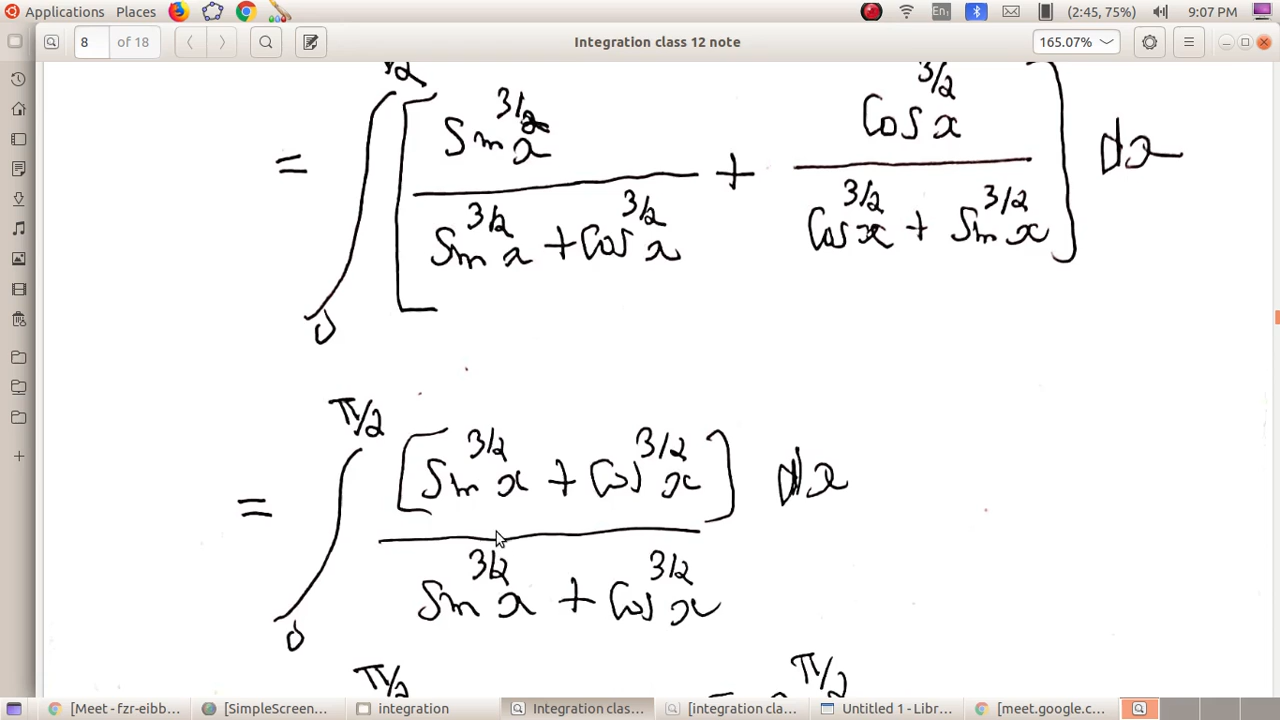 Applications Places En₁ (2:45, 75%) 9:07 PM
8 of 18 Integration class 12 note 165.07%
π/2
= ∫ [ Sin^3/2 x / Sin^3/2 x + Cos^3/2 x + Cos^3/2 x / Cos^3/2 x + Sin^3/2 x ] dx
0
π/2
= ∫ [Sin^3/2 x + Cos^3/2 x] / Sin^3/2 x + Cos^3/2 x dx
0
π/2 π/2
[Meet - fzr-eibb... [SimpleScreen... integration Integration clas... [integration cla... Untitled 1 - Libr... [meet.google.c...